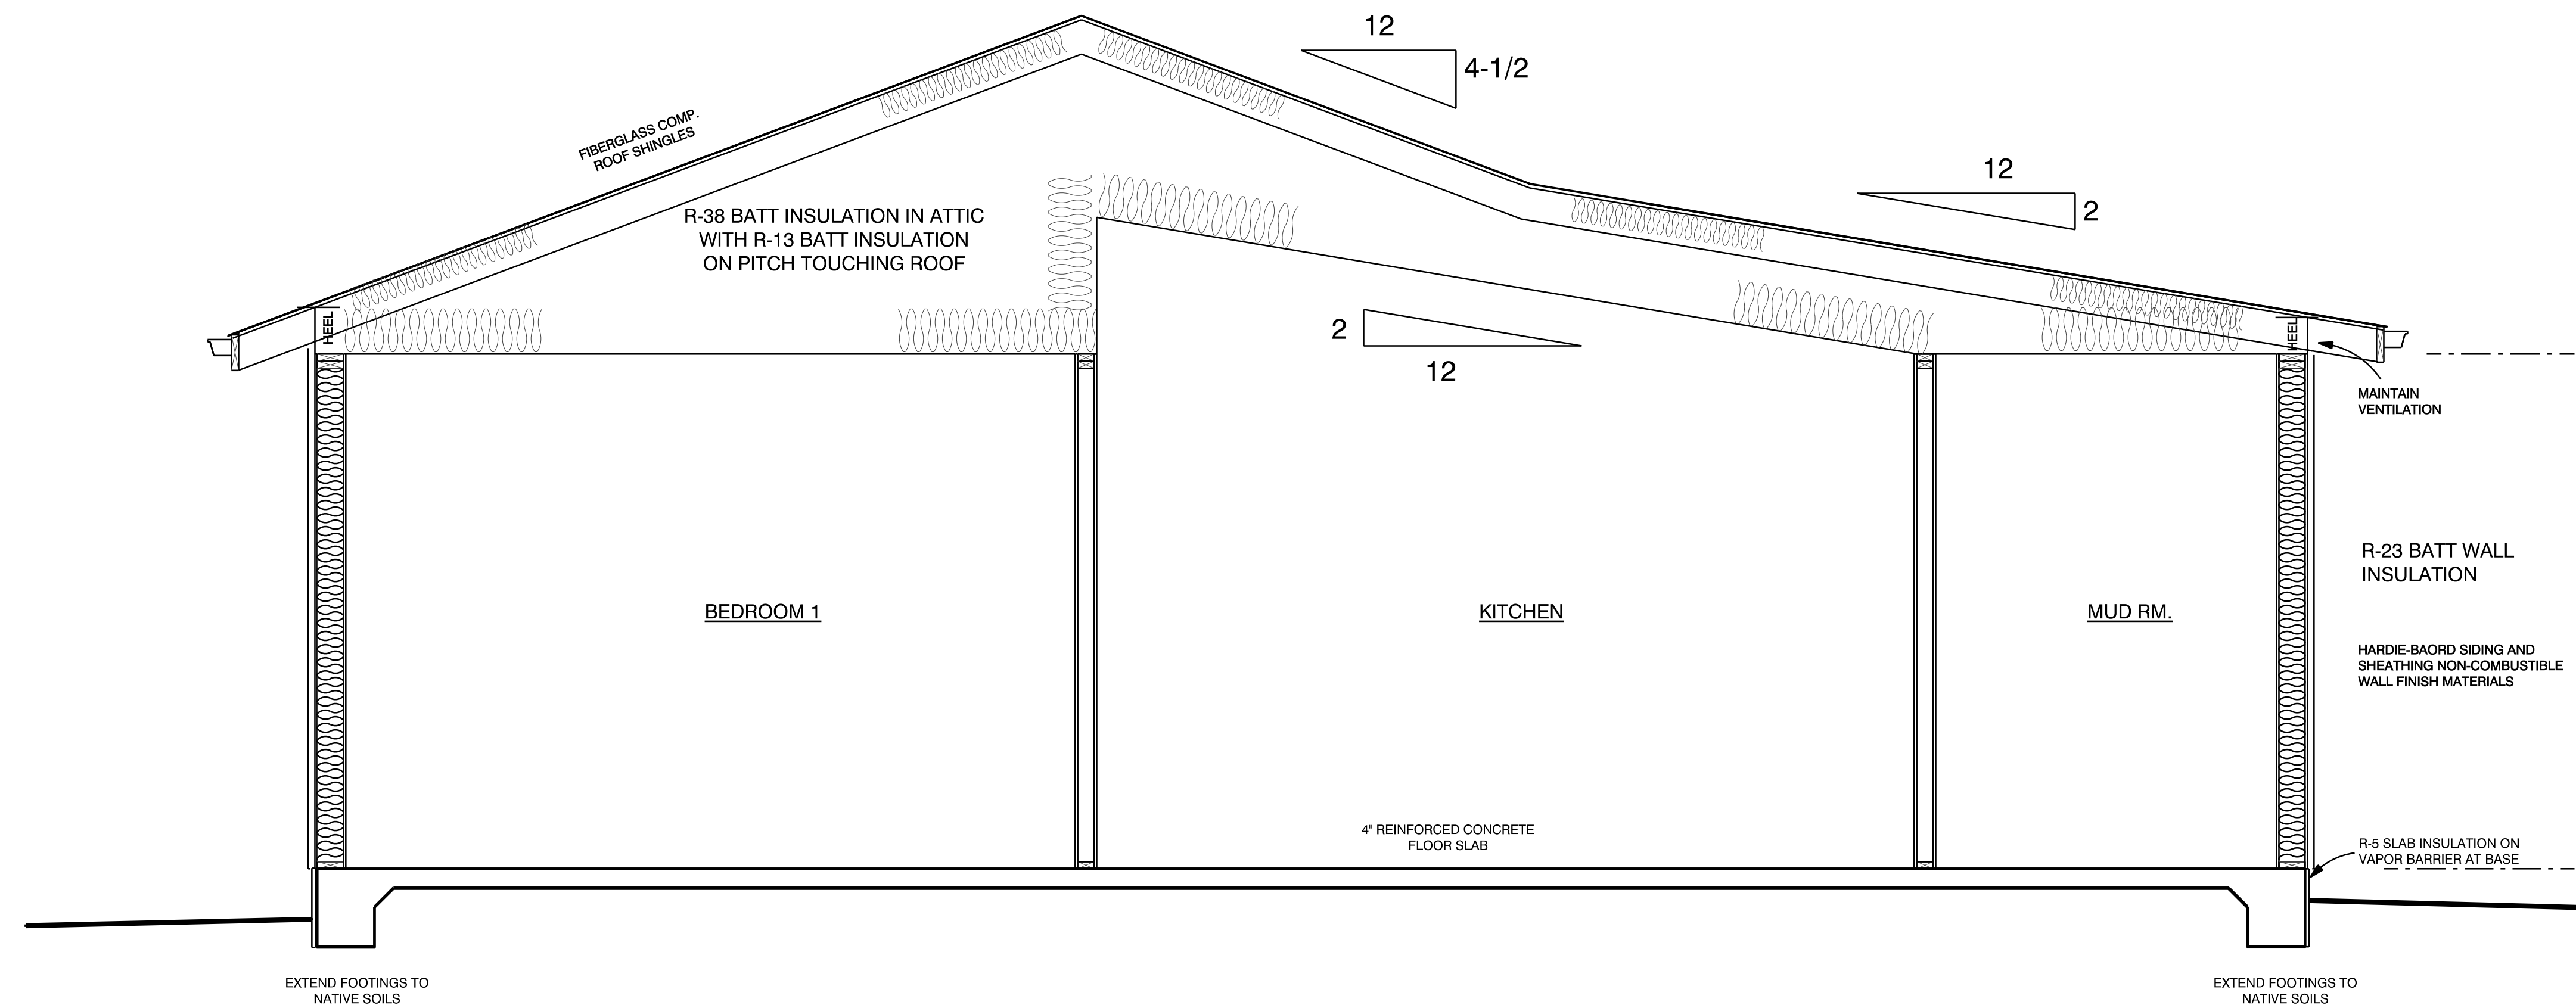 12
4-1/2
FIBERGLASS COMP.
ROOF SHINGLES
12
2
R-38 BATT INSULATION IN ATTIC
WITH R-13 BATT INSULATION
ON PITCH TOUCHING ROOF
HEEL
2
12
HEEL
MAINTAIN
VENTILATION
R-23 BATT WALL
INSULATION
BEDROOM 1
KITCHEN
MUD RM.
HARDIE-BAORD SIDING AND
SHEATHING NON-COMBUSTIBLE
WALL FINISH MATERIALS
4" REINFORCED CONCRETE
FLOOR SLAB
R-5 SLAB INSULATION ON
VAPOR BARRIER AT BASE
EXTEND FOOTINGS TO
NATIVE SOILS
EXTEND FOOTINGS TO
NATIVE SOILS